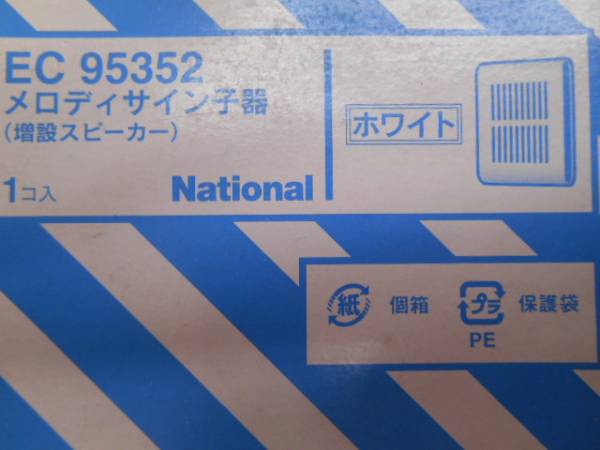 EC 95352
メロディサイン子器
(増設スピーカー)
ホワイト
1コ入 National
紙 個箱 プラ 保護袋
PE